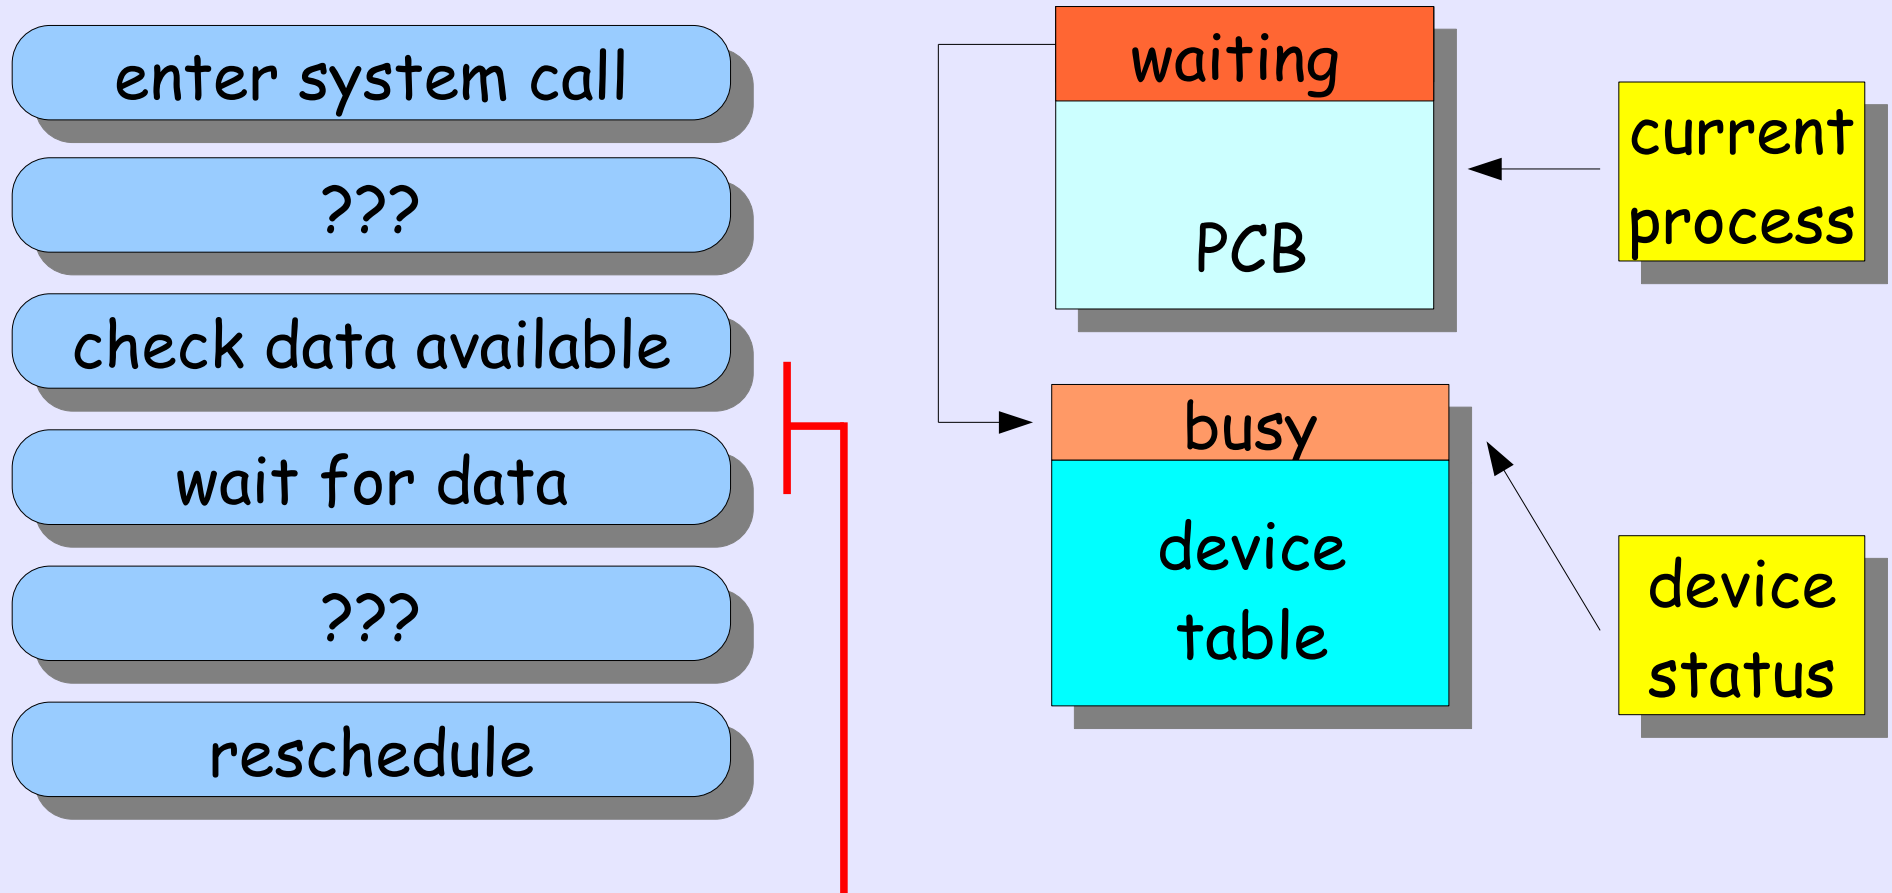 enter system call
???
check data available
wait for data
???
reschedule
waiting
PCB
busy
device
table
current
process
device
status